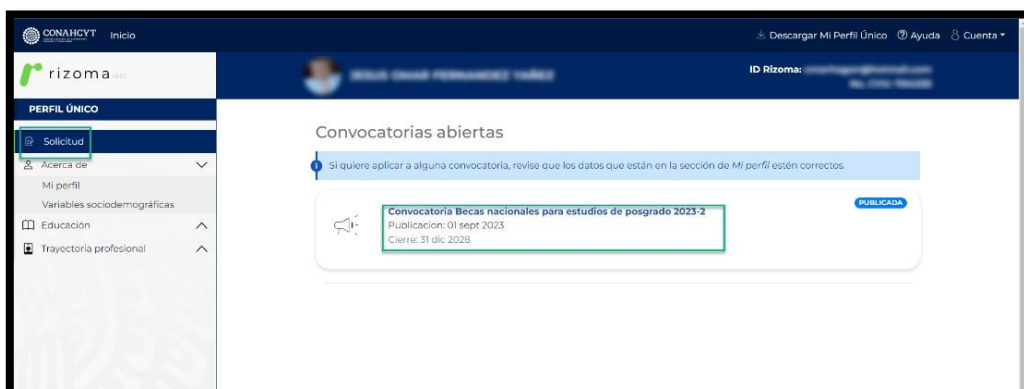 CONAHCYT Inicio
Descargar Mi Perfil Único Ayuda Cuenta
rizoma
ID Rizoma:
PERFIL ÚNICO
Solicitud
Acerca de
Mi perfil
Variables sociodemográficas
Educación
Trayectoria profesional
Convocatorias abiertas
Si quiere aplicar a alguna convocatoria, revise que los datos que están en la sección de Mi perfil estén correctos.
Convocatoria Becas nacionales para estudios de posgrado 2023-2
PUBLICADA
Publicacion: 01 sept 2023
Cierre: 31 dic 2028